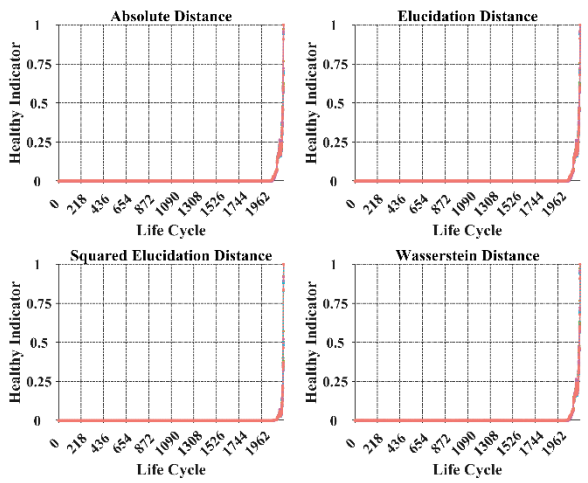 Absolute Distance
Healthy Indicator
1
0.75
0.5
0.25
0
0 218 436 654 872 1090 1308 1526 1744 1962
Life Cycle
Elucidation Distance
Healthy Indicator
1
0.75
0.5
0.25
0
0 218 436 654 872 1090 1308 1526 1744 1962
Life Cycle
Squared Elucidation Distance
Healthy Indicator
1
0.75
0.5
0.25
0
0 218 436 654 872 1090 1308 1526 1744 1962
Life Cycle
Wasserstein Distance
Healthy Indicator
1
0.75
0.5
0.25
0
0 218 436 654 872 1090 1308 1526 1744 1962
Life Cycle